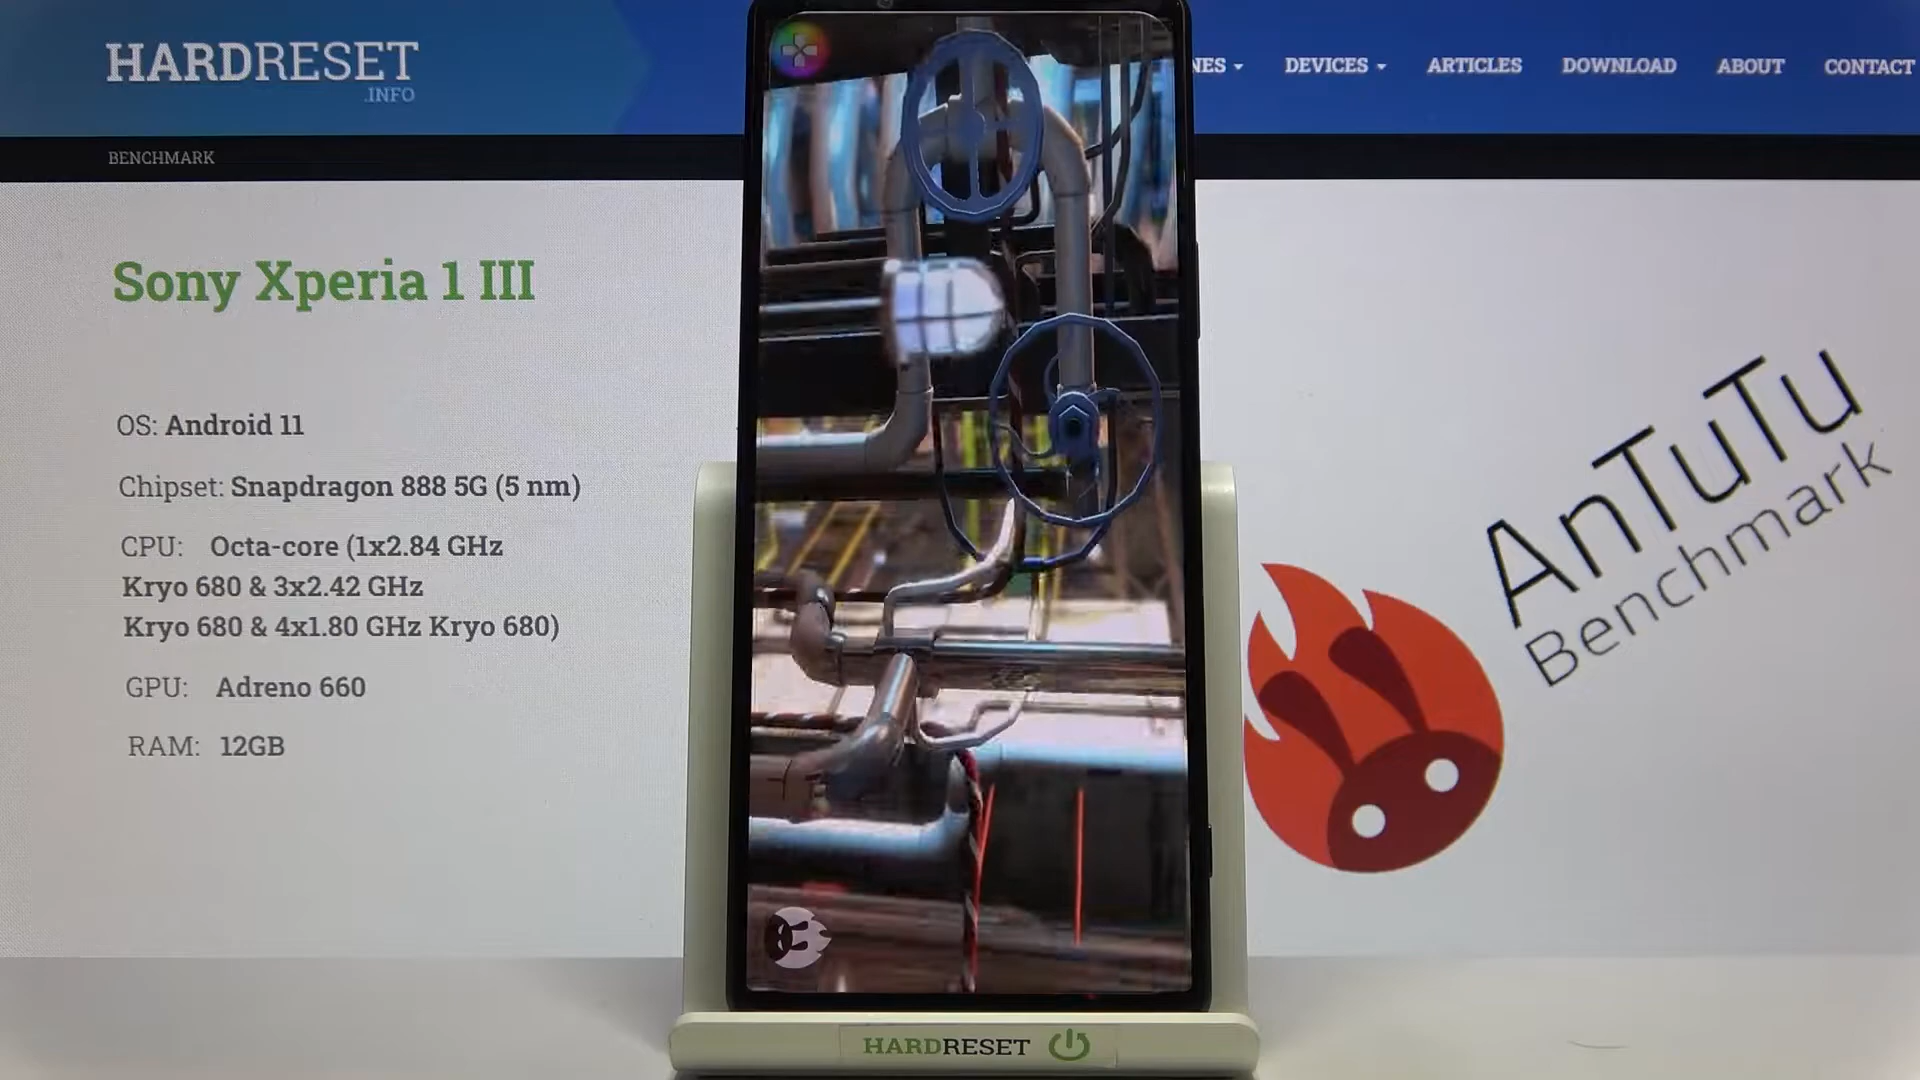 HARDRESET
.INFO
NES DEVICES ARTICLES DOWNLOAD ABOUT CONTACT
BENCHMARK
Sony Xperia 1 III
OS: Android 11
Chipset: Snapdragon 888 5G (5 nm)
CPU: Octa-core (1x2.84 GHz
Kryo 680 & 3x2.42 GHz
Kryo 680 & 4x1.80 GHz Kryo 680)
GPU: Adreno 660
RAM: 12GB
AnTuTu
Benchmark
HARDRESET